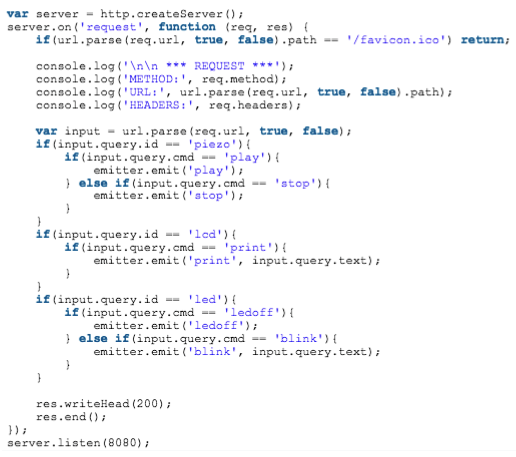 var server = http.createServer();
server.on('request', function (req, res) {
    if(url.parse(req.url, true, false).path == '/favicon.ico') return;

    console.log('\n\n *** REQUEST ***');
    console.log('METHOD:', req.method);
    console.log('URL:', url.parse(req.url, true, false).path);
    console.log('HEADERS:', req.headers);

    var input = url.parse(req.url, true, false);
    if(input.query.id == 'piezo'){
        if(input.query.cmd == 'play'){
            emitter.emit('play');
        } else if(input.query.cmd == 'stop'){
            emitter.emit('stop');
        }
    }
    if(input.query.id == 'lcd'){
        if(input.query.cmd == 'print'){
            emitter.emit('print', input.query.text);
        }
    }
    if(input.query.id == 'led'){
        if(input.query.cmd == 'ledoff'){
            emitter.emit('ledoff');
        } else if(input.query.cmd == 'blink'){
            emitter.emit('blink', input.query.text);
        }
    }

    res.writeHead(200);
    res.end();
});
server.listen(8080);